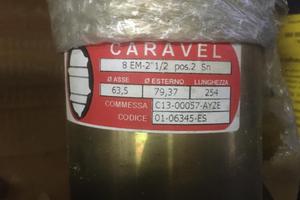 CARAVEL
8 EM-2"1/2 pos.2 Sn
Ø ASSE Ø ESTERNO LUNGHEZZA
63,5 79,37 254
COMMESSA C13-00057-AYZE
CODICE 01-06345-ES